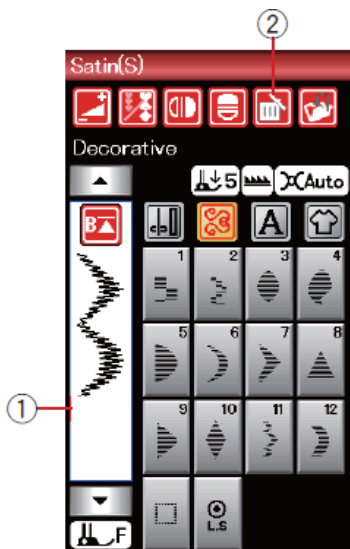 ②
Satin(S)
Decorative
5 Auto
B A
1 2 3 4
5 6 7 8
①
9 10 11 12
L.S
F